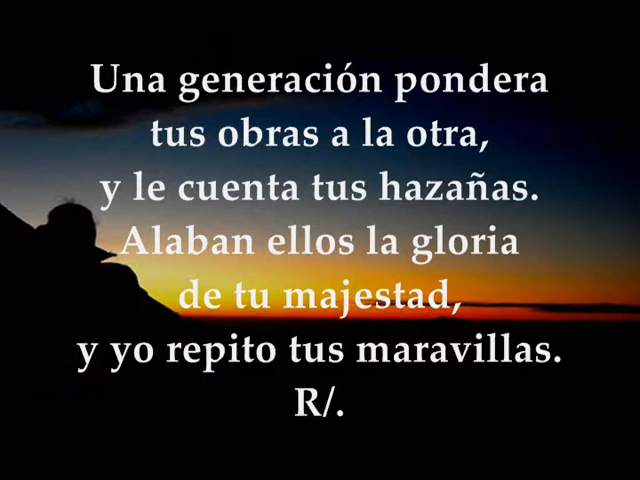 Una generación pondera
tus obras a la otra,
y le cuenta tus hazañas.
Alaban ellos la gloria
de tu majestad,
y yo repito tus maravillas.
R/.